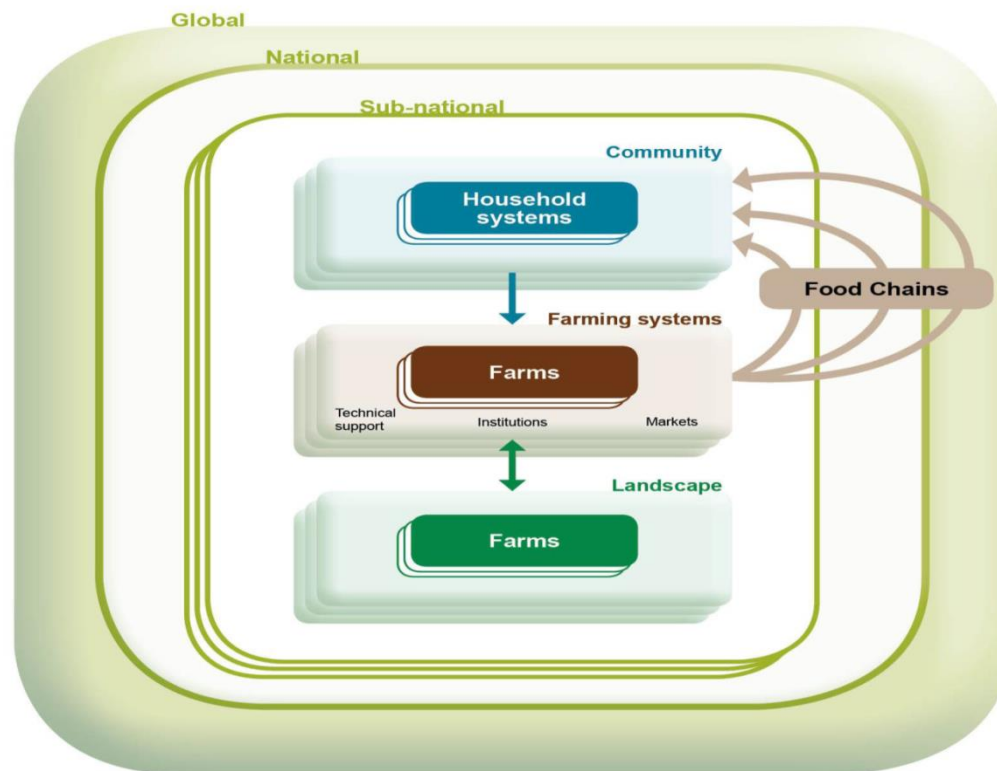 Global
National
Sub-national
Community
Household
systems
Food Chains
Farming systems
Farms
Technical
support
Institutions
Markets
Landscape
Farms